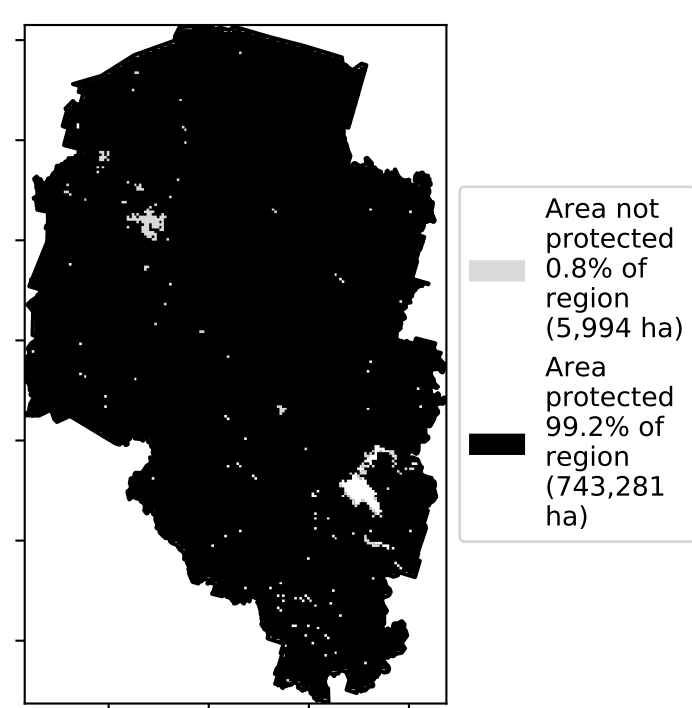 Area not
protected
0.8% of
region
(5,994 ha)
Area
protected
99.2% of
region
(743,281
ha)